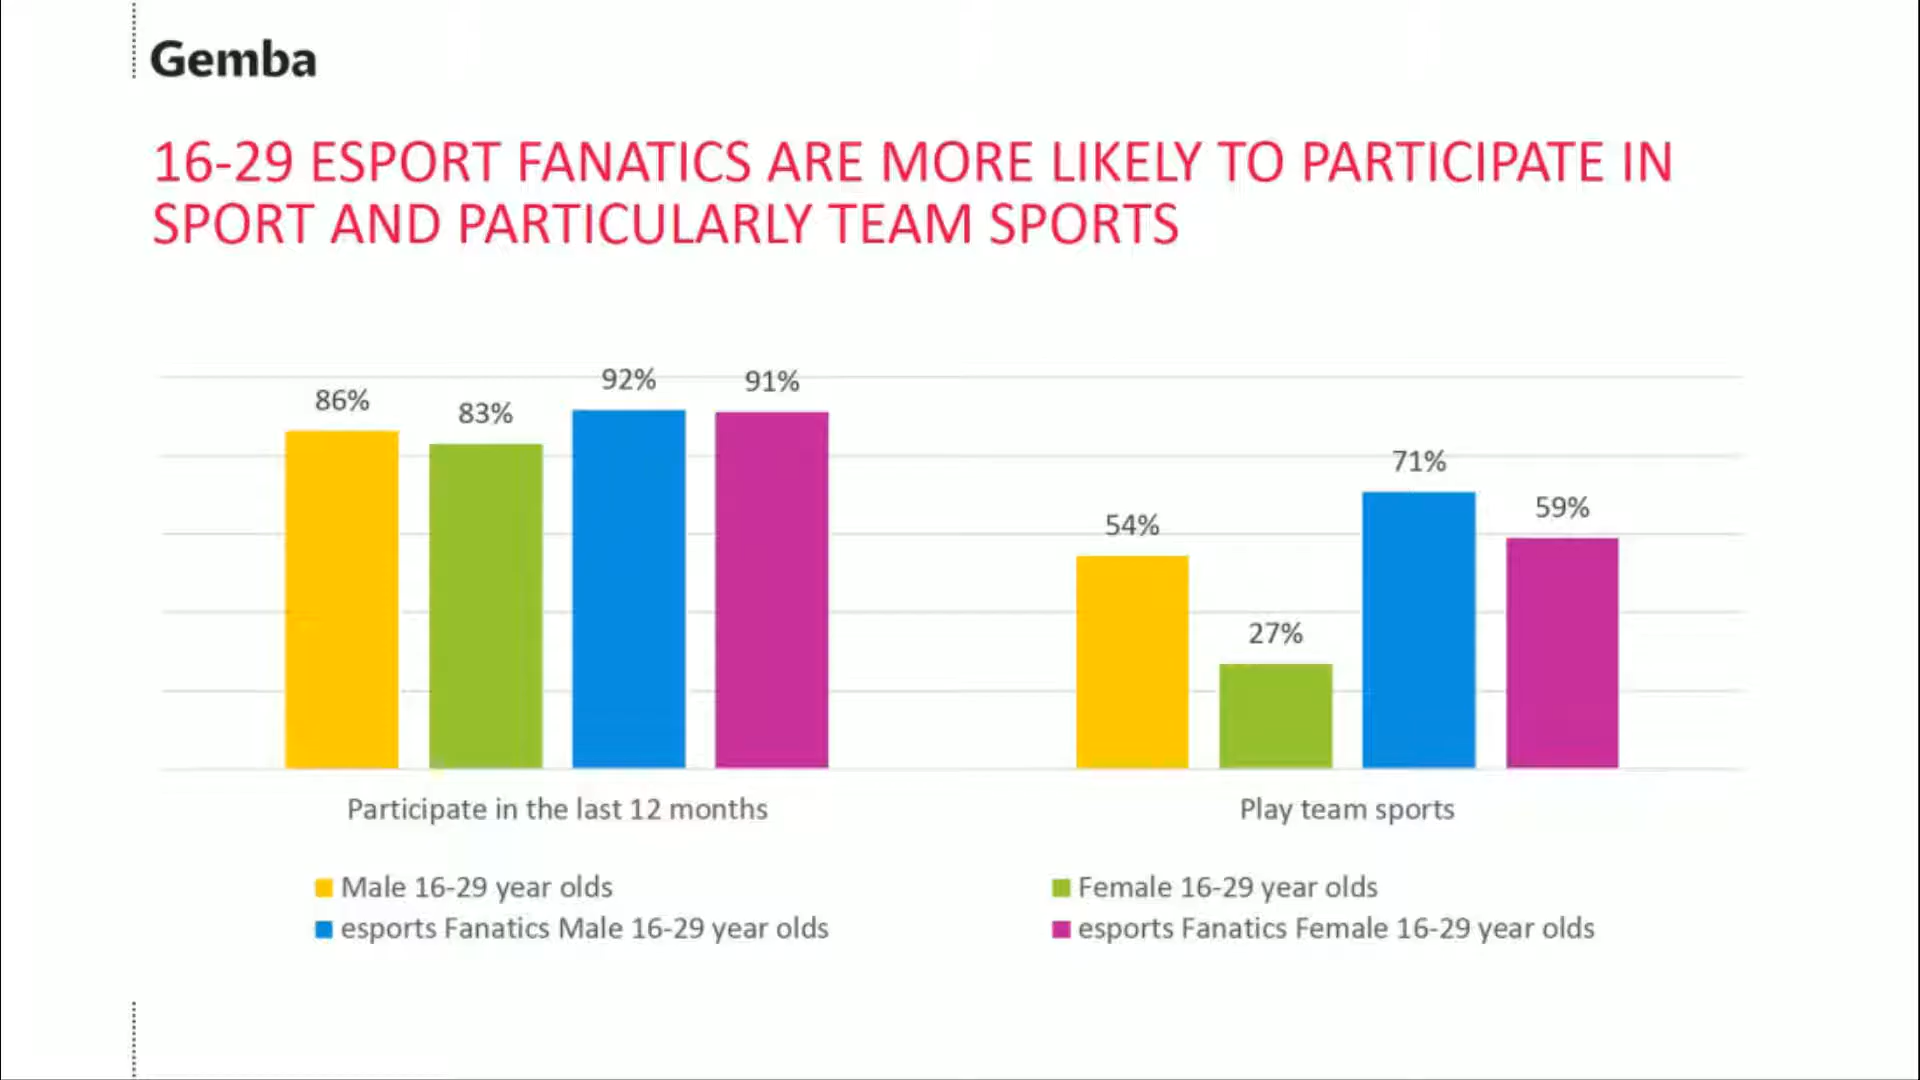 Gemba
16-29 ESPORT FANATICS ARE MORE LIKELY TO PARTICIPATE IN
SPORT AND PARTICULARLY TEAM SPORTS
86%
83%
92%
91%
54%
27%
71%
59%
Participate in the last 12 months
Play team sports
Male 16-29 year olds
Female 16-29 year olds
esports Fanatics Male 16-29 year olds
esports Fanatics Female 16-29 year olds